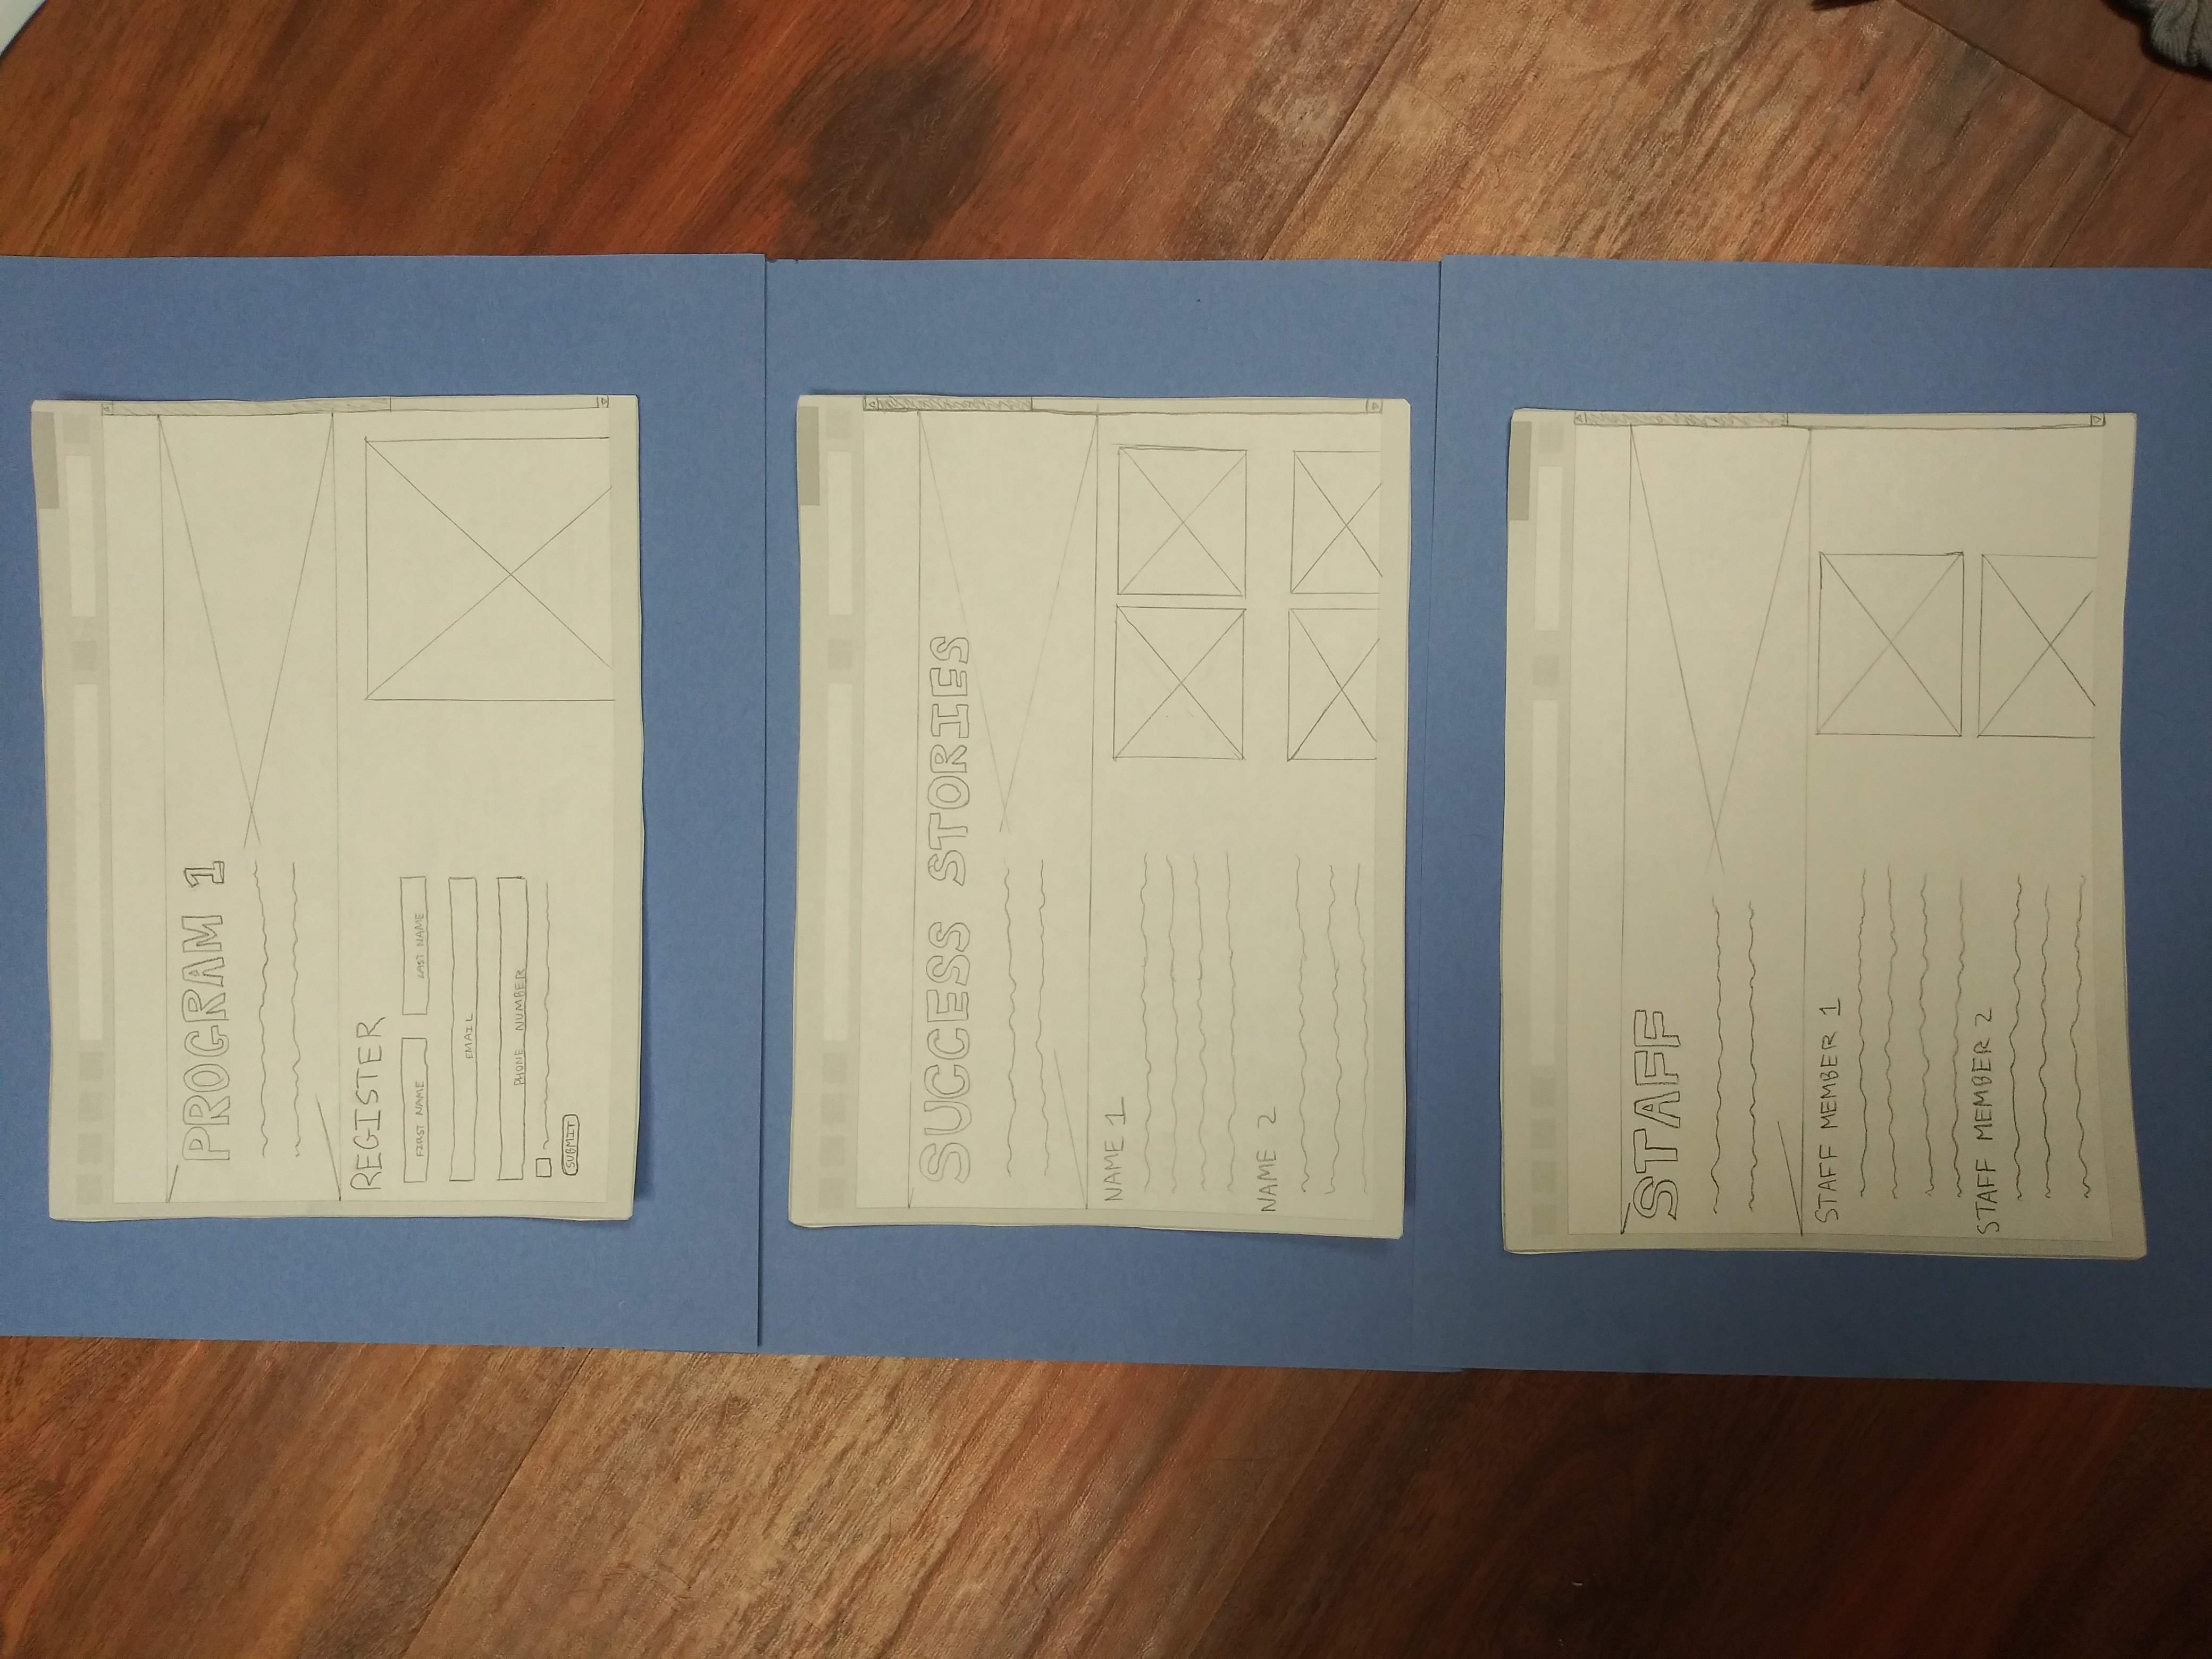 PROGRAM 1
REGISTER
FIRST NAME LAST NAME
EMAIL
PHONE NUMBER
SUBMIT
SUCCESS STORIES
NAME 1
NAME 2
STAFF
STAFF MEMBER 1
STAFF MEMBER 2